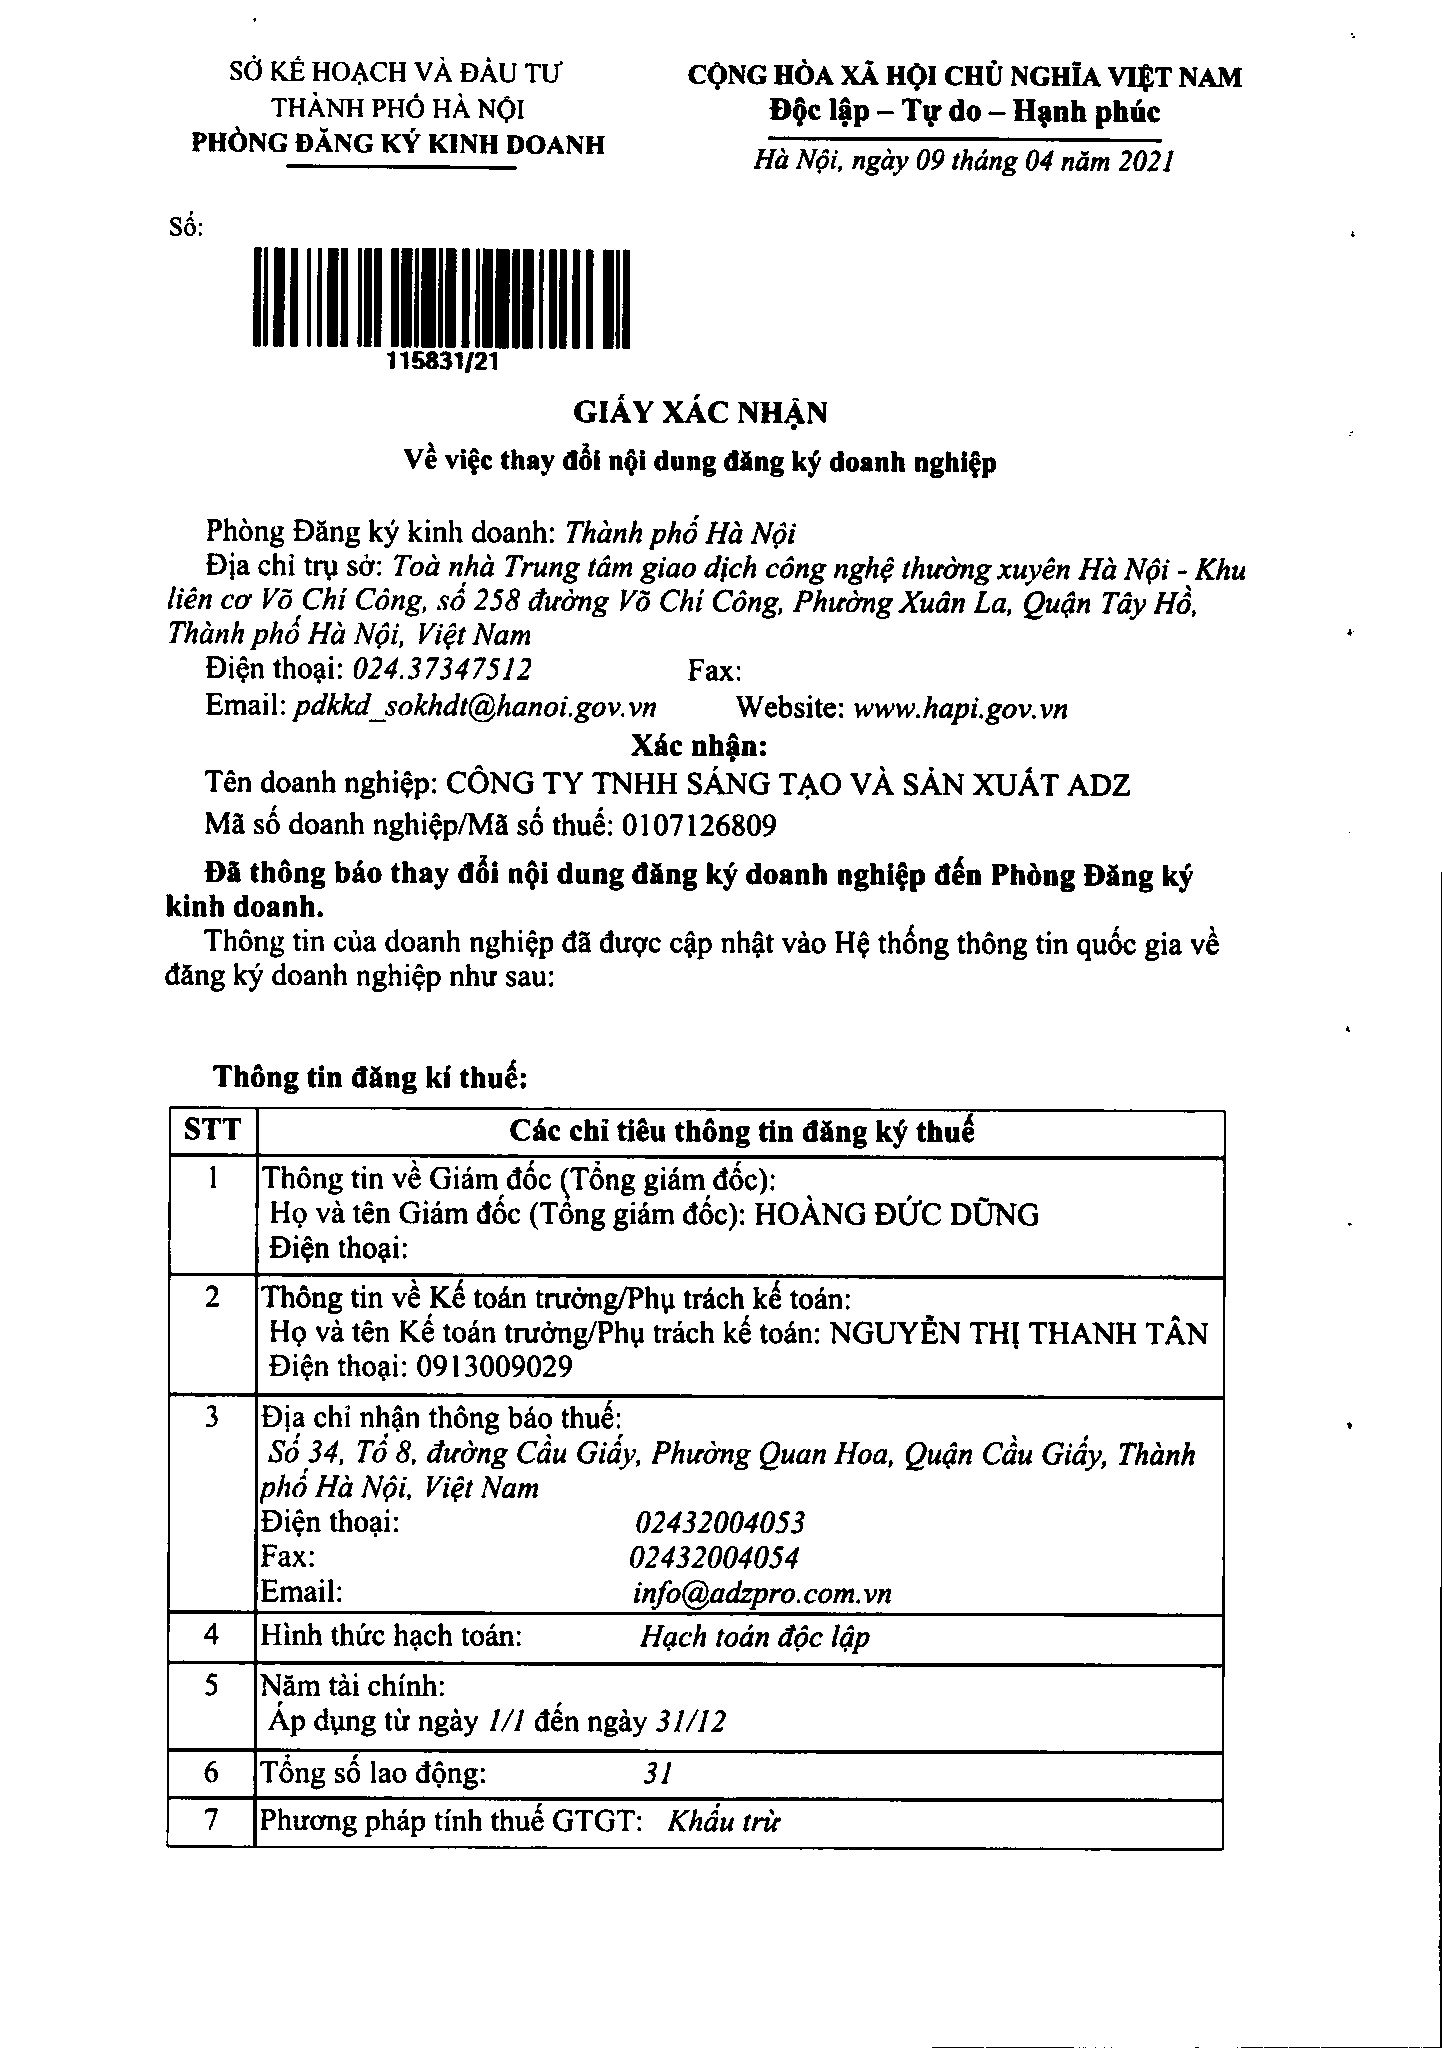 SỞ KẾ HOẠCH VÀ ĐẦU TƯ
THÀNH PHỐ HÀ NỘI
PHÒNG ĐĂNG KÝ KINH DOANH
CỘNG HÒA XÃ HỘI CHỦ NGHĨA VIỆT NAM
Độc lập – Tự do – Hạnh phúc
Hà Nội, ngày 09 tháng 04 năm 2021
Số:
115831/21
GIẤY XÁC NHẬN
Về việc thay đổi nội dung đăng ký doanh nghiệp
Phòng Đăng ký kinh doanh: Thành phố Hà Nội
Địa chỉ trụ sở: Toà nhà Trung tâm giao dịch công nghệ thường xuyên Hà Nội - Khu
liên cơ Võ Chí Công, số 258 đường Võ Chí Công, Phường Xuân La, Quận Tây Hồ,
Thành phố Hà Nội, Việt Nam
Điện thoại: 024.37347512 Fax:
Email: pdkkd_sokhdt@hanoi.gov.vn Website: www.hapi.gov.vn
Xác nhận:
Tên doanh nghiệp: CÔNG TY TNHH SÁNG TẠO VÀ SẢN XUẤT ADZ
Mã số doanh nghiệp/Mã số thuế: 0107126809
Đã thông báo thay đổi nội dung đăng ký doanh nghiệp đến Phòng Đăng ký
kinh doanh.
Thông tin của doanh nghiệp đã được cập nhật vào Hệ thống thông tin quốc gia về
đăng ký doanh nghiệp như sau:
Thông tin đăng kí thuế:
STT Các chỉ tiêu thông tin đăng ký thuế
1 Thông tin về Giám đốc (Tổng giám đốc):
Họ và tên Giám đốc (Tổng giám đốc): HOÀNG ĐỨC DŨNG
Điện thoại:
2 Thông tin về Kế toán trưởng/Phụ trách kế toán:
Họ và tên Kế toán trưởng/Phụ trách kế toán: NGUYỄN THỊ THANH TÂN
Điện thoại: 0913009029
3 Địa chỉ nhận thông báo thuế:
Số 34, Tổ 8, đường Cầu Giấy, Phường Quan Hoa, Quận Cầu Giấy, Thành
phố Hà Nội, Việt Nam
Điện thoại: 02432004053
Fax: 02432004054
Email: info@adzpro.com.vn
4 Hình thức hạch toán: Hạch toán độc lập
5 Năm tài chính:
Áp dụng từ ngày 1/1 đến ngày 31/12
6 Tổng số lao động: 31
7 Phương pháp tính thuế GTGT: Khấu trừ